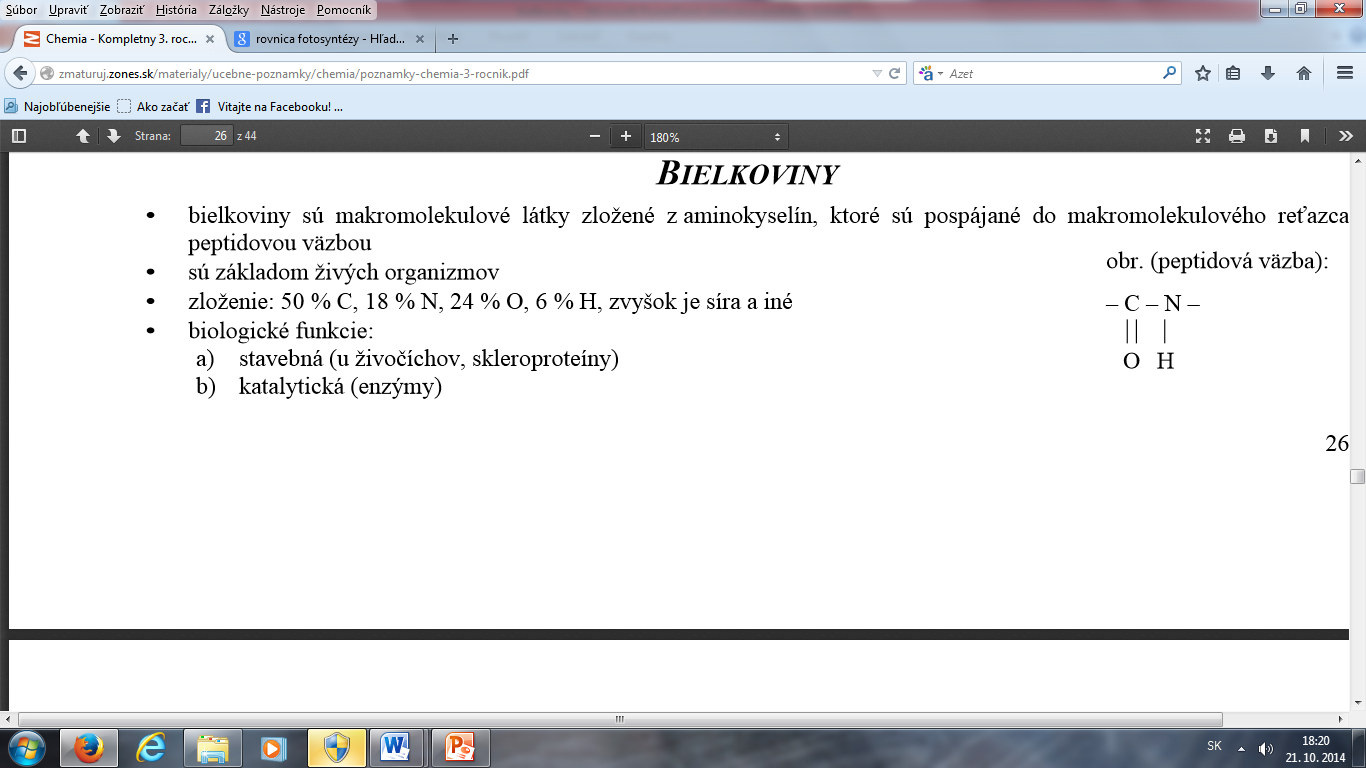 Súbor Upraviť Zobraziť História Záložky Nástroje Pomocník
Chemia - Kompletny 3. roc...
rovnica fotosyntézy - Hľad...
zmaturuj.zones.sk/materialy/ucebne-poznamky/chemia/poznamky-chemia-3-rocnik.pdf
Azet
Najobľúbenejšie Ako začať Vitajte na Facebooku! ...
Strana: 26 z 44 180%
BIELKOVINY
• bielkoviny sú makromolekulové látky zložené z aminokyselín, ktoré sú pospájané do makromolekulového reťazca
peptidovou väzbou
obr. (peptidová väzba):
• sú základom živých organizmov
• zloženie: 50 % C, 18 % N, 24 % O, 6 % H, zvyšok je síra a iné
– C – N –
|| |
O H
• biologické funkcie:
a) stavebná (u živočíchov, skleroproteíny)
b) katalytická (enzýmy)
26
SK
18:20
21. 10. 2014